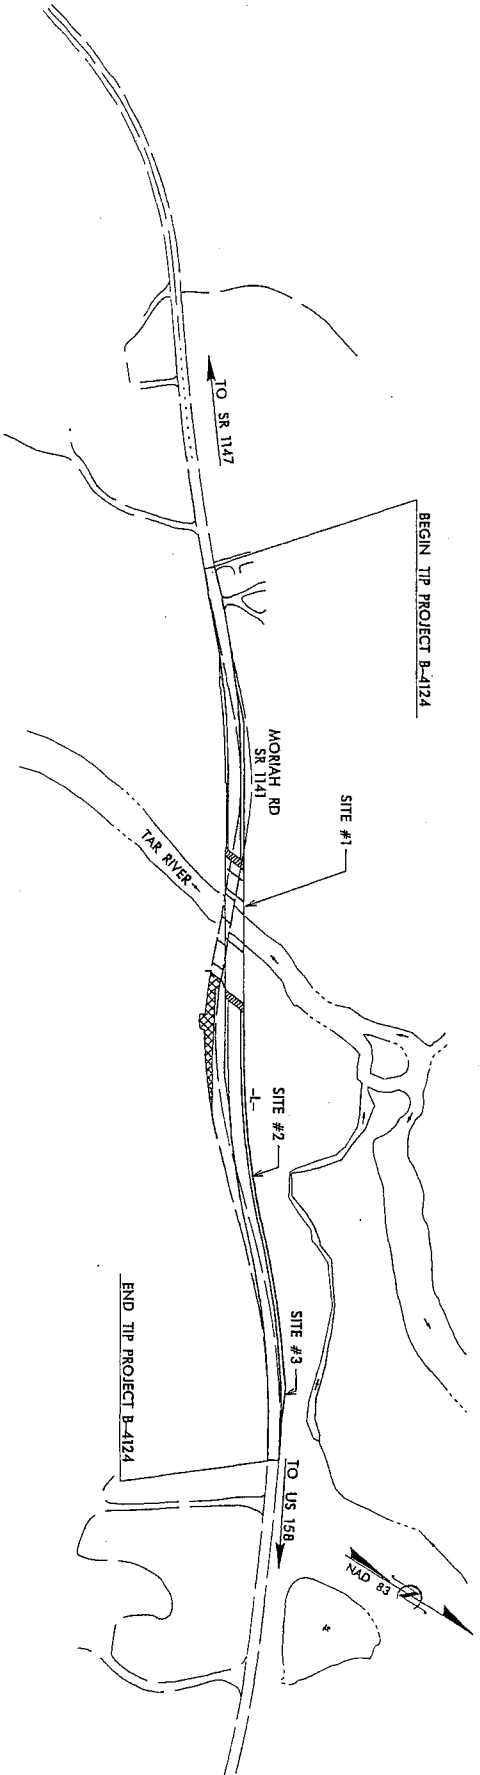 TO SR 1147
BEGIN TIP PROJECT B-4124
MORIAH RD
SR 1141
SITE #1
TAR RIVER
-L-
SITE #2
SITE #3
END TIP PROJECT B-4124
TO US 158
NAD 83